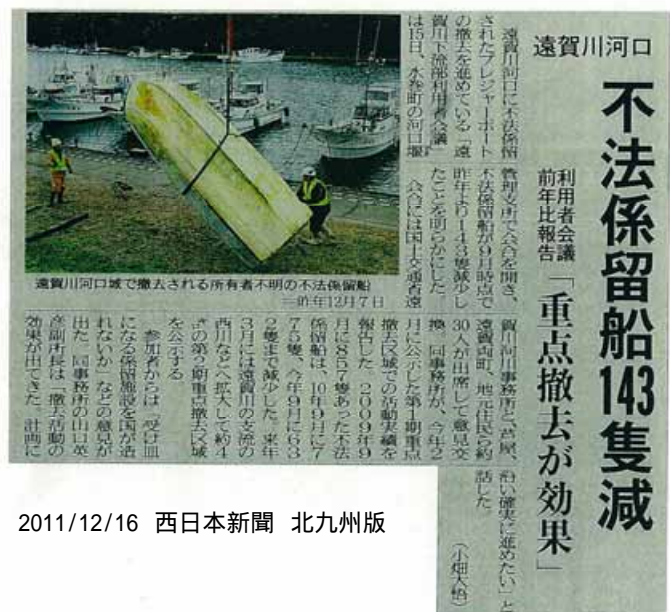 遠賀川河口
不法係留船143隻減
利用者会議
前年比報告
「重点撤去が効果」
遠賀川河口に不法係留
されたプレジャーボート
の撤去を進めている「遠
賀川下流部利用者会議」
は15日、水巻町の河口堰
管理支所で会合を開き、
不法係留船が9月時点で
昨年より143隻減少し
たことを明らかにした。
会合には国土交通省遠
賀川河川事務所と、芦屋、
遠賀両町、地元住民ら約
30人が出席して意見交
換。同事務所が、今年2
月に公示した第1期重点
撤去区域での活動実績を
報告した。2009年9
月に857隻あった不法
係留船は、10年9月に7
75隻、今年9月に63
2隻まで減少した。来年
3月には遠賀川の支流の
西川などへ拡大して約4
㌔の第2期重点撤去区域
を公示する。
参加者からは「受け皿
になる係留施設を国が造
れないか」などの意見が
出た。同事務所の山口英
彦副所長は「撤去活動の
効果が出てきた。計画に
沿い確実に進めたい」と
話した。
(小畑大悟)
遠賀川河口域で撤去される所有者不明の不法係留船
=昨年12月7日
2011/12/16 西日本新聞 北九州版